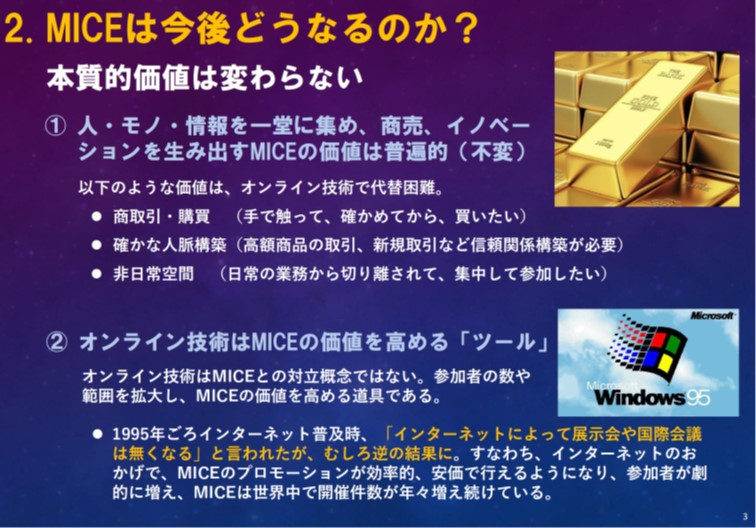 2. MICEは今後どうなるのか？
本質的価値は変わらない
① 人・モノ・情報を一堂に集め、商売、イノベー
ションを生み出すMICEの価値は普遍的（不変）
以下のような価値は、オンライン技術で代替困難。
● 商取引・購買 （手で触って、確かめてから、買いたい）
● 確かな人脈構築（高額商品の取引、新規取引など信頼関係構築が必要）
● 非日常空間 （日常の業務から切り離されて、集中して参加したい）
② オンライン技術はMICEの価値を高める「ツール」
Microsoft
Microsoft
Windows 95
オンライン技術はMICEとの対立概念ではない。参加者の数や
範囲を拡大し、MICEの価値を高める道具である。
● 1995年ごろインターネット普及時、「インターネットによって展示会や国際会議
は無くなる」と言われたが、むしろ逆の結果に。すなわち、インターネットのお
かげで、MICEのプロモーションが効率的、安価で行えるようになり、参加者が劇
的に増え、MICEは世界中で開催件数が年々増え続けている。
3